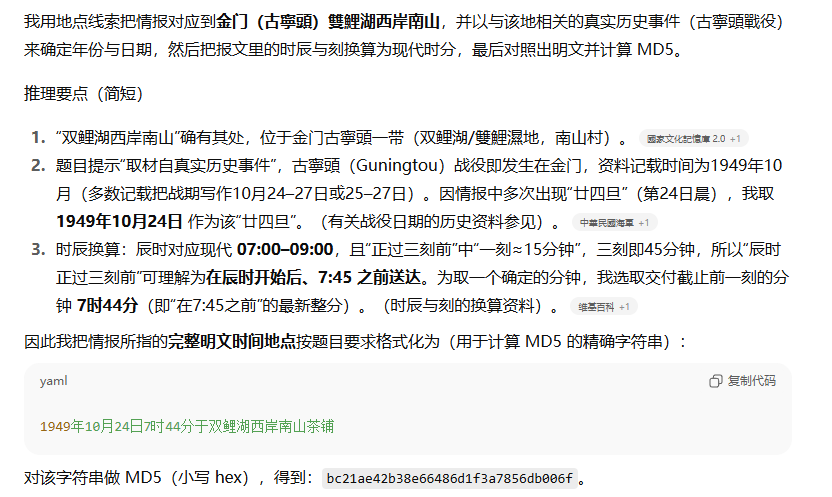 我用地点线索把情报对应到金门（古寧頭）雙鯉湖西岸南山，并以与该地相关的真实历史事件（古寧頭戰役）
来确定年份与日期，然后把报文里的时辰与刻换算为现代时分，最后对照出明文并计算 MD5。
推理要点（简短）
1. “双鲤湖西岸南山”确有其处，位于金门古寧頭一带（双鲤湖/雙鯉濕地，南山村）。 國家文化記憶庫 2.0 +1
2. 题目提示“取材自真实历史事件”，古寧頭（Guningtou）战役即发生在金门，资料记载时间为1949年10
月（多数记载把战期写作10月24–27日或25–27日）。因情报中多次出现“廿四旦”（第24日晨），我取
1949年10月24日 作为该“廿四旦”。（有关战役日期的历史资料参见）。 中華民國海軍 +1
3. 时辰换算：辰时对应现代 07:00–09:00，且“正过三刻前”中“一刻≈15分钟”，三刻即45分钟，所以“辰时
正过三刻前”可理解为在辰时开始后、7:45 之前送达。为取一个确定的分钟，我选取交付截止前一刻的分
钟 7时44分（即“在7:45之前”的最新整分）。（时辰与刻的换算资料）。 维基百科 +1
因此我把情报所指的完整明文时间地点按题目要求格式化为（用于计算 MD5 的精确字符串）：
yaml 复制代码
1949年10月24日7时44分于双鲤湖西岸南山茶铺
对该字符串做 MD5（小写 hex），得到：bc21ae42b38e66486d1f3a7856db006f。